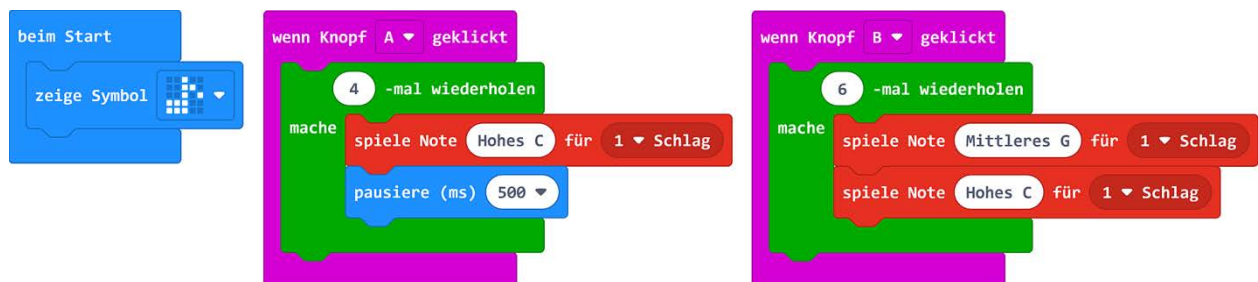 beim Start
zeige Symbol
wenn Knopf A geklickt
4 -mal wiederholen
mache
spiele Note Hohes C für 1 Schlag
pausiere (ms) 500
wenn Knopf B geklickt
6 -mal wiederholen
mache
spiele Note Mittleres G für 1 Schlag
spiele Note Hohes C für 1 Schlag